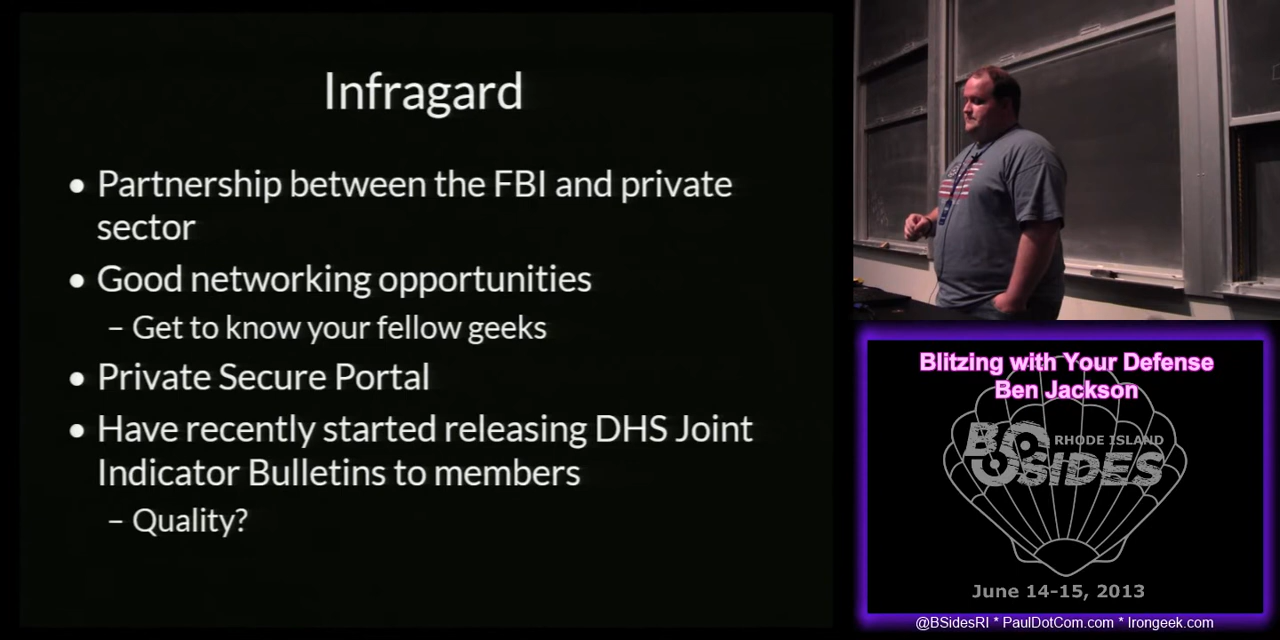 Infragard
• Partnership between the FBI and private
sector
• Good networking opportunities
– Get to know your fellow geeks
• Private Secure Portal
• Have recently started releasing DHS Joint
Indicator Bulletins to members
– Quality?
Blitzing with Your Defense
Ben Jackson
BSIDES
RHODE ISLAND
June 14-15, 2013
@BSidesRI * PaulDotCom.com * Irongeek.com